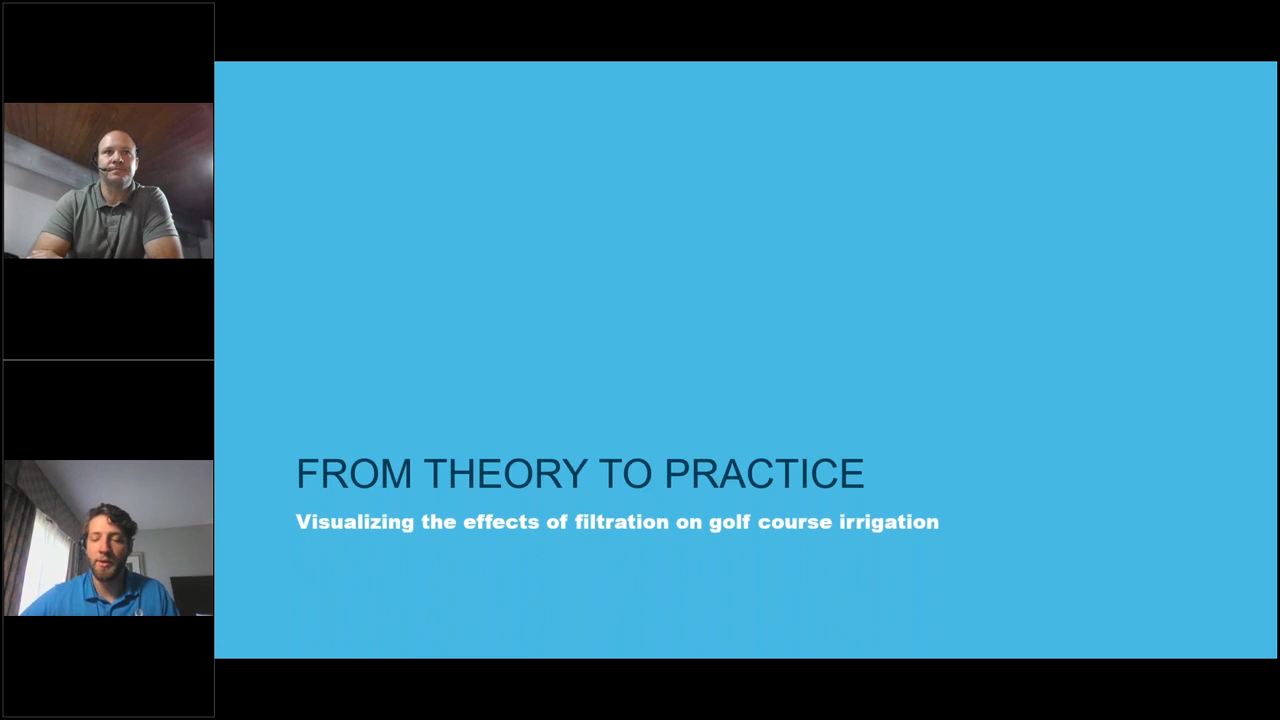 FROM THEORY TO PRACTICE
Visualizing the effects of filtration on golf course irrigation